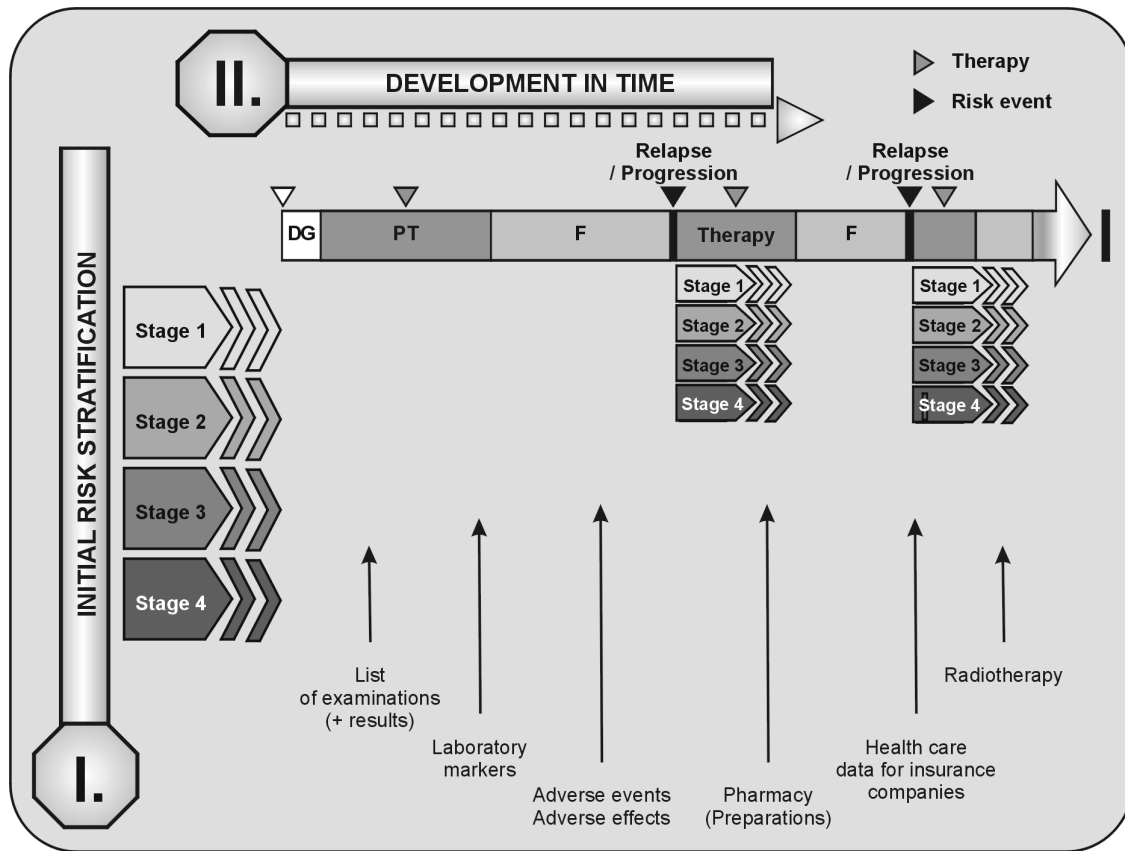 II.
DEVELOPMENT IN TIME
Therapy
Risk event
Relapse
/ Progression
Relapse
/ Progression
DG
PT
F
Therapy
F
INITIAL RISK STRATIFICATION
I.
Stage 1
Stage 2
Stage 3
Stage 4
Stage 1
Stage 2
Stage 3
Stage 4
Stage 1
Stage 2
Stage 3
Stage 4
List
of examinations
(+ results)
Laboratory
markers
Adverse events
Adverse effects
Pharmacy
(Preparations)
Health care
data for insurance
companies
Radiotherapy